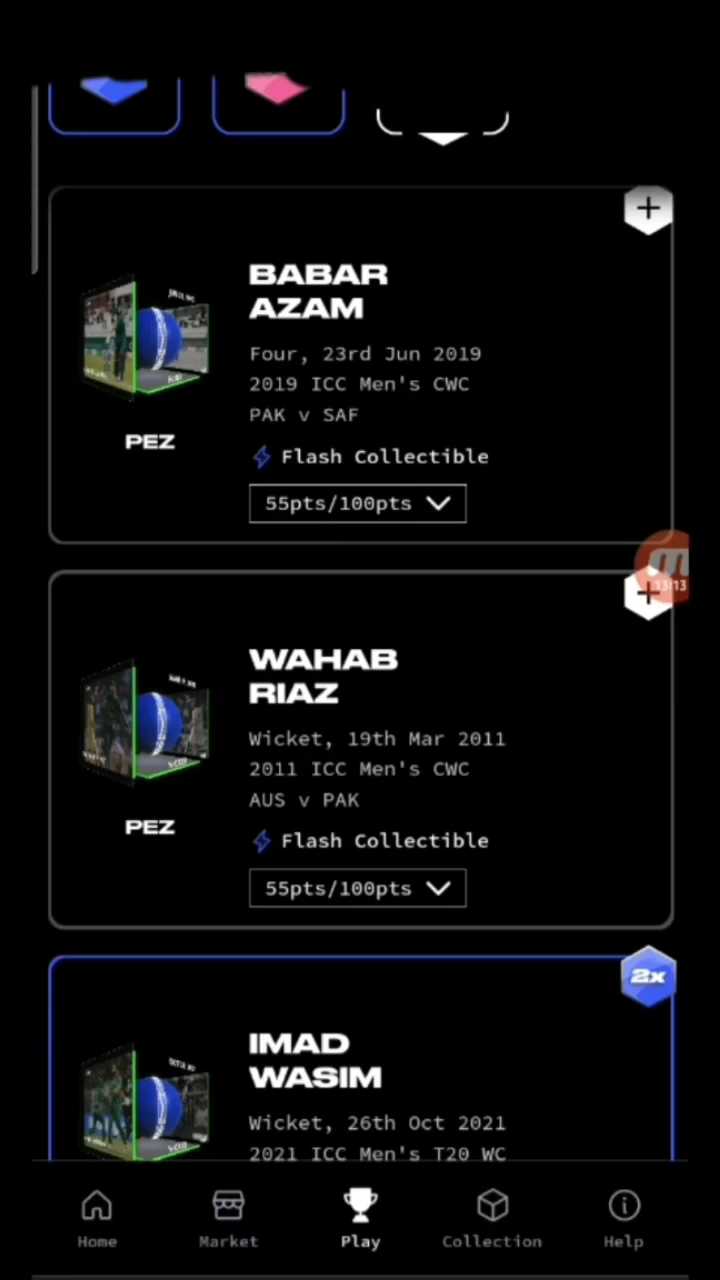 BABAR
AZAM
Four, 23rd Jun 2019
2019 ICC Men's CWC
PAK v SAF
PEZ
Flash Collectible
55pts/100pts
13:13
WAHAB
RIAZ
Wicket, 19th Mar 2011
2011 ICC Men's CWC
AUS v PAK
PEZ
Flash Collectible
55pts/100pts
2x
IMAD
WASIM
Wicket, 26th Oct 2021
2021 ICC Men's T20 WC
Home
Market
Play
Collection
Help